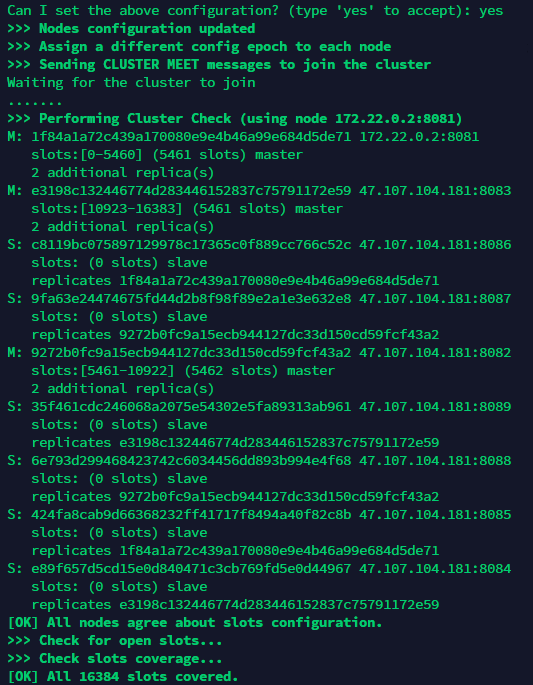 Can I set the above configuration? (type 'yes' to accept): yes
>>> Nodes configuration updated
>>> Assign a different config epoch to each node
>>> Sending CLUSTER MEET messages to join the cluster
Waiting for the cluster to join
.......
>>> Performing Cluster Check (using node 172.22.0.2:8081)
M: 1f84a1a72c439a170080e9e4b46a99e684d5de71 172.22.0.2:8081
   slots:[0-5460] (5461 slots) master
   2 additional replica(s)
M: e3198c132446774d283446152837c75791172e59 47.107.104.181:8083
   slots:[10923-16383] (5461 slots) master
   2 additional replica(s)
S: c8119bc075897129978c17365c0f889cc766c52c 47.107.104.181:8086
   slots: (0 slots) slave
   replicates 1f84a1a72c439a170080e9e4b46a99e684d5de71
S: 9fa63e24474675fd44d2b8f98f89e2a1e3e632e8 47.107.104.181:8087
   slots: (0 slots) slave
   replicates 9272b0fc9a15ecb944127dc33d150cd59fcf43a2
M: 9272b0fc9a15ecb944127dc33d150cd59fcf43a2 47.107.104.181:8082
   slots:[5461-10922] (5462 slots) master
   2 additional replica(s)
S: 35f461cdc246068a2075e54302e5fa89313ab961 47.107.104.181:8089
   slots: (0 slots) slave
   replicates e3198c132446774d283446152837c75791172e59
S: 6e793d299468423742c6034456dd893b994e4f68 47.107.104.181:8088
   slots: (0 slots) slave
   replicates 9272b0fc9a15ecb944127dc33d150cd59fcf43a2
S: 424fa8cab9d66368232ff41717f8494a40f82c8b 47.107.104.181:8085
   slots: (0 slots) slave
   replicates 1f84a1a72c439a170080e9e4b46a99e684d5de71
S: e89f657d5cd15e0d840471c3cb769fd5e0d44967 47.107.104.181:8084
   slots: (0 slots) slave
   replicates e3198c132446774d283446152837c75791172e59
[OK] All nodes agree about slots configuration.
>>> Check for open slots...
>>> Check slots coverage...
[OK] All 16384 slots covered.